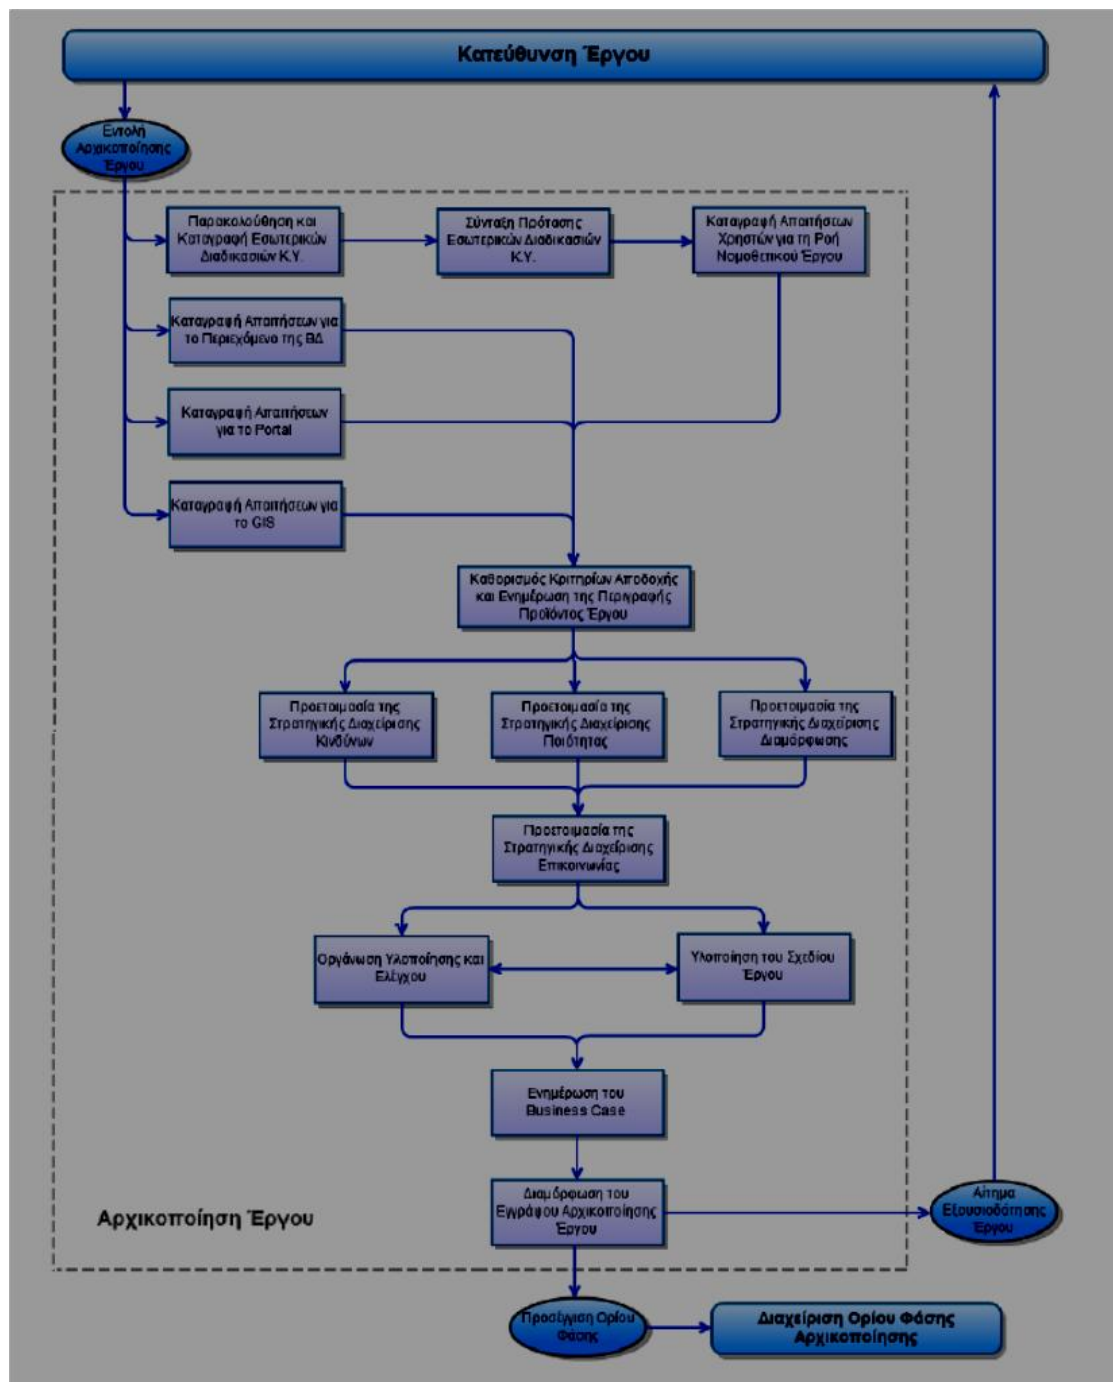 Κατεύθυνση Έργου
Εντολή
Αρχικοποίησης
Έργου
Παρακολούθηση και
Καταγραφή Εσωτερικών
Διαδικασιών Κ.Υ.
Σύνταξη Πρότασης
Εσωτερικών Διαδικασιών
Κ.Υ.
Καταγραφή Απαιτήσεων
Χρηστών για τη Ροή
Νομοθετικού Έργου
Καταγραφή Απαιτήσεων για
το Περιεχόμενο της ΒΔ
Καταγραφή Απαιτήσεων
για το Portal
Καταγραφή Απαιτήσεων για
το GIS
Καθορισμός Κριτηρίων Αποδοχής
και Ενημέρωση της Περιγραφής
Προϊόντος Έργου
Προετοιμασία της
Στρατηγικής Διαχείρισης
Κινδύνων
Προετοιμασία της
Στρατηγικής Διαχείρισης
Ποιότητας
Προετοιμασία της
Στρατηγικής Διαχείρισης
Διαμόρφωσης
Προετοιμασία της
Στρατηγικής Διαχείρισης
Επικοινωνίας
Οργάνωση Υλοποίησης και
Ελέγχου
Υλοποίηση του Σχεδίου
Έργου
Ενημέρωση του
Business Case
Διαμόρφωση του
Εγγράφου Αρχικοποίησης
Έργου
Αίτημα
Εξουσιοδότησης
Έργου
Αρχικοποίηση Έργου
Προσέγγιση Ορίου
Φάσης
Διαχείριση Ορίου Φάσης
Αρχικοποίησης